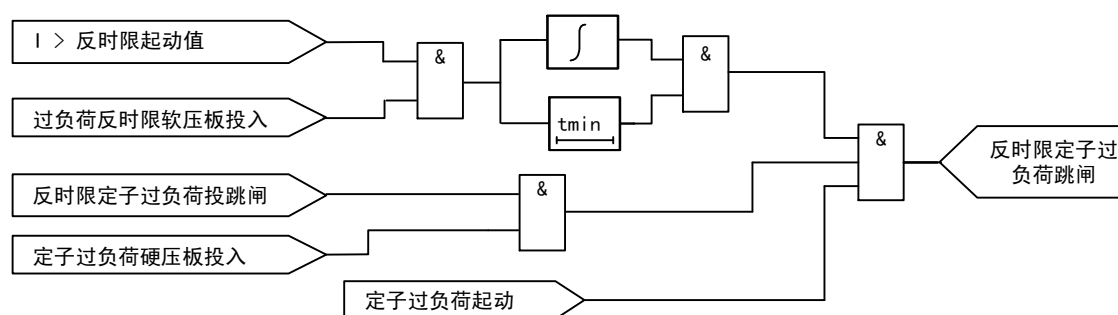 I > 反时限起动值
&
&
过负荷反时限软压板投入
tmin
&
反时限定子过
负荷跳闸
反时限定子过负荷投跳闸
&
定子过负荷硬压板投入
定子过负荷起动